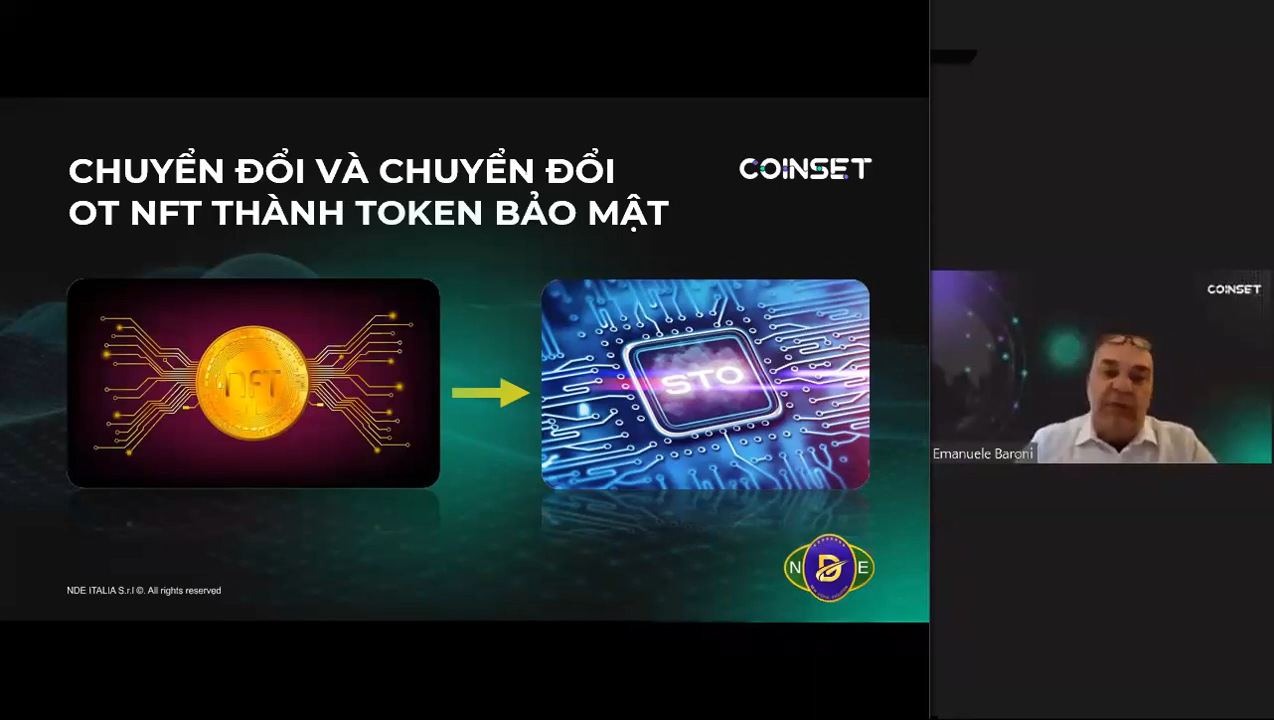 CHUYỂN ĐỔI VÀ CHUYỂN ĐỔI
OT NFT THÀNH TOKEN BẢO MẬT
COINSET
NFT
STO
N D E
NDE ITALIA S.r.l ©. All rights reserved
COINSET
Emanuele Baroni